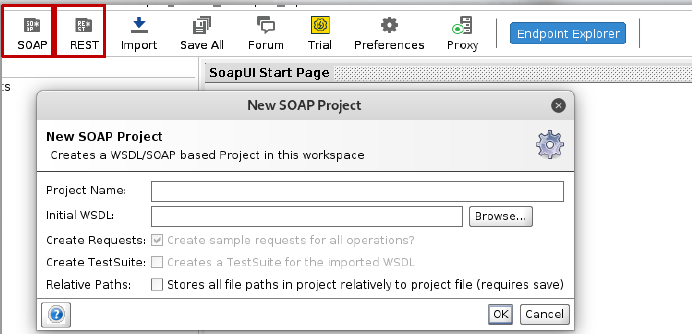 SOAP REST Import Save All Forum Trial Preferences Proxy Endpoint Explorer
SoapUI Start Page
ts
New SOAP Project
New SOAP Project
Creates a WSDL/SOAP based Project in this workspace
Project Name:
Initial WSDL: Browse...
Create Requests: Create sample requests for all operations?
Create TestSuite: Creates a TestSuite for the imported WSDL
Relative Paths: Stores all file paths in project relatively to project file (requires save)
? OK Cancel